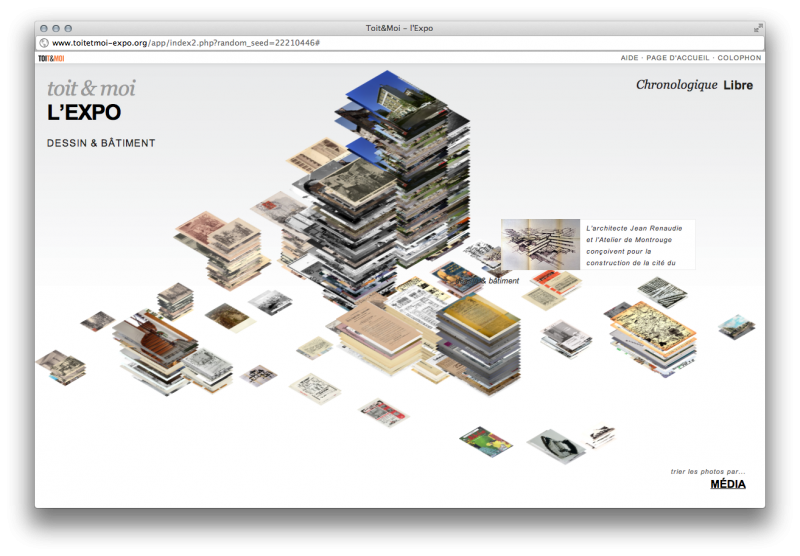 Toit&Moi – l'Expo
www.toitetmoi-expo.org/app/index2.php?random_seed=22210446#
TOIT&MOI
AIDE · PAGE D'ACCUEIL · COLOPHON
toit & moi
L'EXPO
DESSIN & BÂTIMENT
Chronologique Libre
L'architecte Jean Renaudie
et l'Atelier de Montrouge
conçoivent pour la
construction de la cité du
& bâtiment
trier les photos par...
MÉDIA